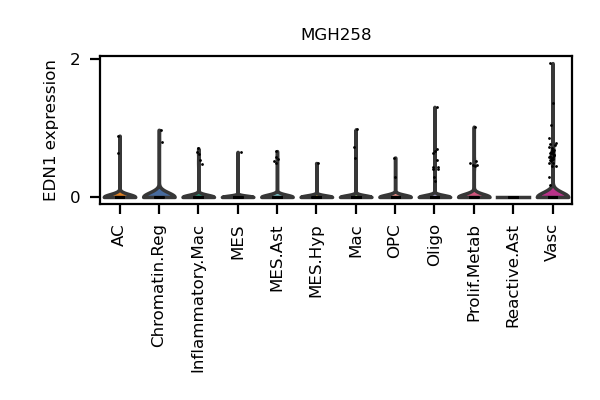 MGH258
EDN1 expression
2
0
AC
Chromatin.Reg
Inflammatory.Mac
MES
MES.Ast
MES.Hyp
Mac
OPC
Oligo
Prolif.Metab
Reactive.Ast
Vasc